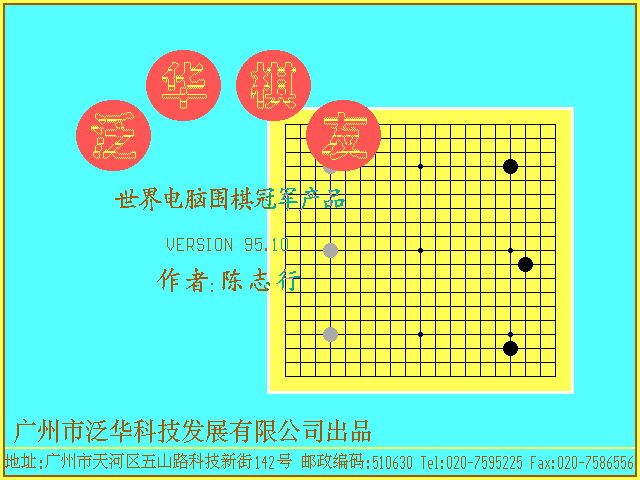 泛华棋友
世界电脑围棋冠军产品
VERSION 95.10
作者:陈志行
广州市泛华科技发展有限公司出品
地址:广州市天河区五山路科技新街142号 邮政编码:510630 Tel:020-7595225 Fax:020-7586556